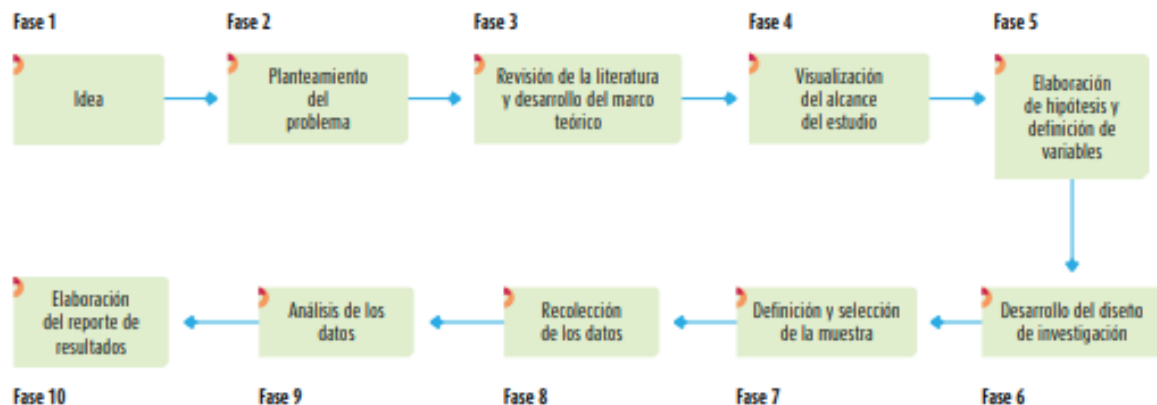 Fase 1
Idea
Fase 2
Planteamiento
del
problema
Fase 3
Revisión de la literatura
y desarrollo del marco
teórico
Fase 4
Visualización
del alcance
del estudio
Fase 5
Elaboración
de hipótesis y
definición de
variables
Desarrollo del diseño
de investigación
Fase 6
Definición y selección
de la muestra
Fase 7
Recolección
de los datos
Fase 8
Análisis de los
datos
Fase 9
Elaboración
del reporte de
resultados
Fase 10